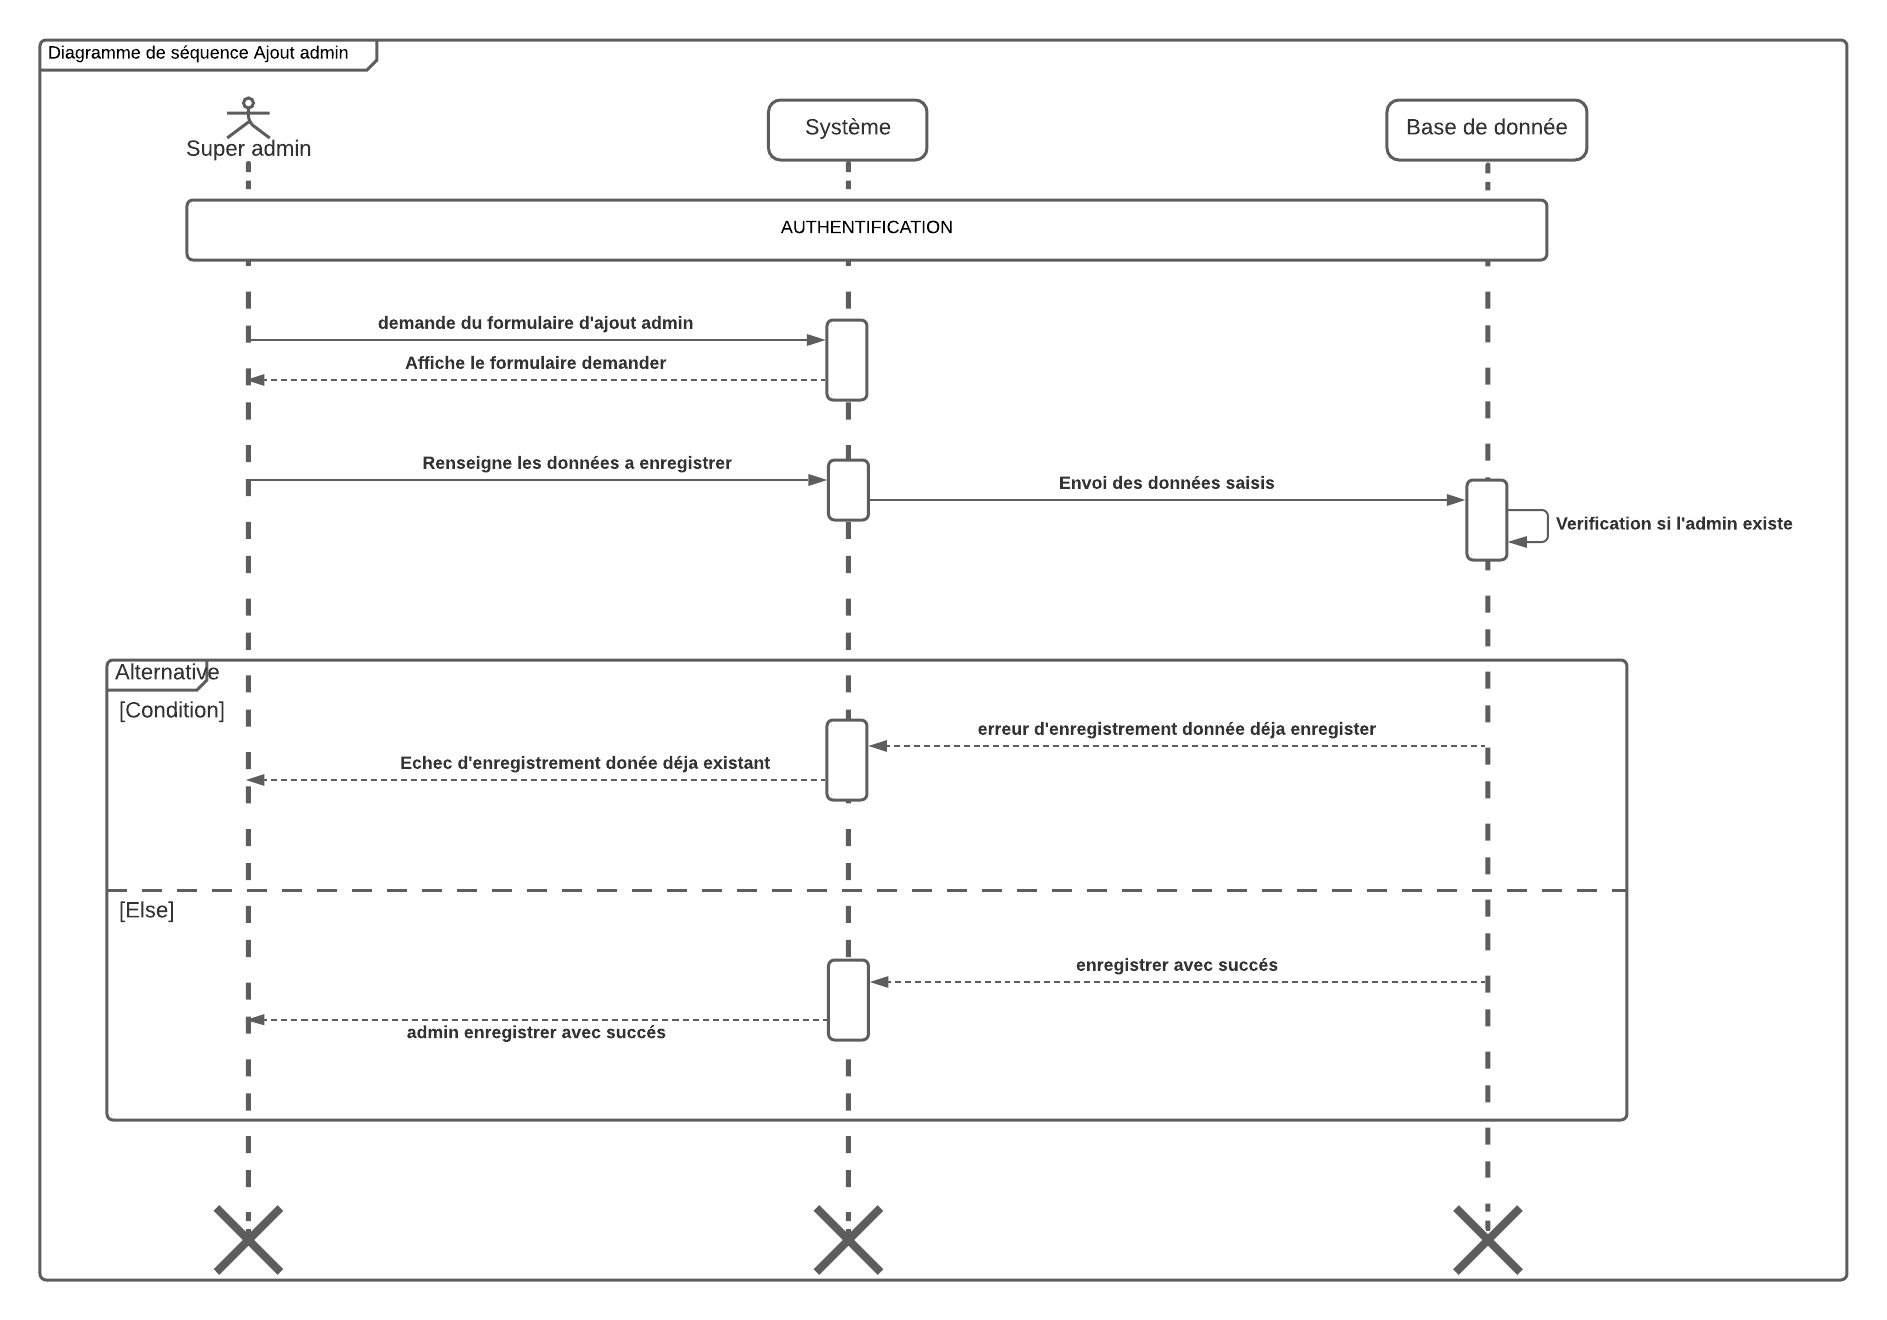 Diagramme de séquence Ajout admin
Super admin
Système
Base de donnée
AUTHENTIFICATION
demande du formulaire d'ajout admin
Affiche le formulaire demander
Renseigne les données a enregistrer
Envoi des données saisis
Verification si l'admin existe
Alternative
[Condition]
erreur d'enregistrement donnée déja enregister
Echec d'enregistrement donée déja existant
[Else]
enregistrer avec succés
admin enregistrer avec succés